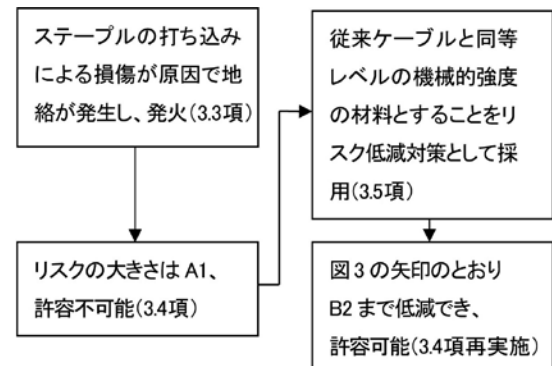 ステープルの打ち込み
による損傷が原因で地
絡が発生し、発火(3.3項)
リスクの大きさは A1、
許容不可能(3.4項)
従来ケーブルと同等
レベルの機械的強度
の材料とすることをリ
スク低減対策として採
用(3.5項)
図 3 の矢印のとおり
B2 まで低減でき、
許容可能(3.4項再実施)